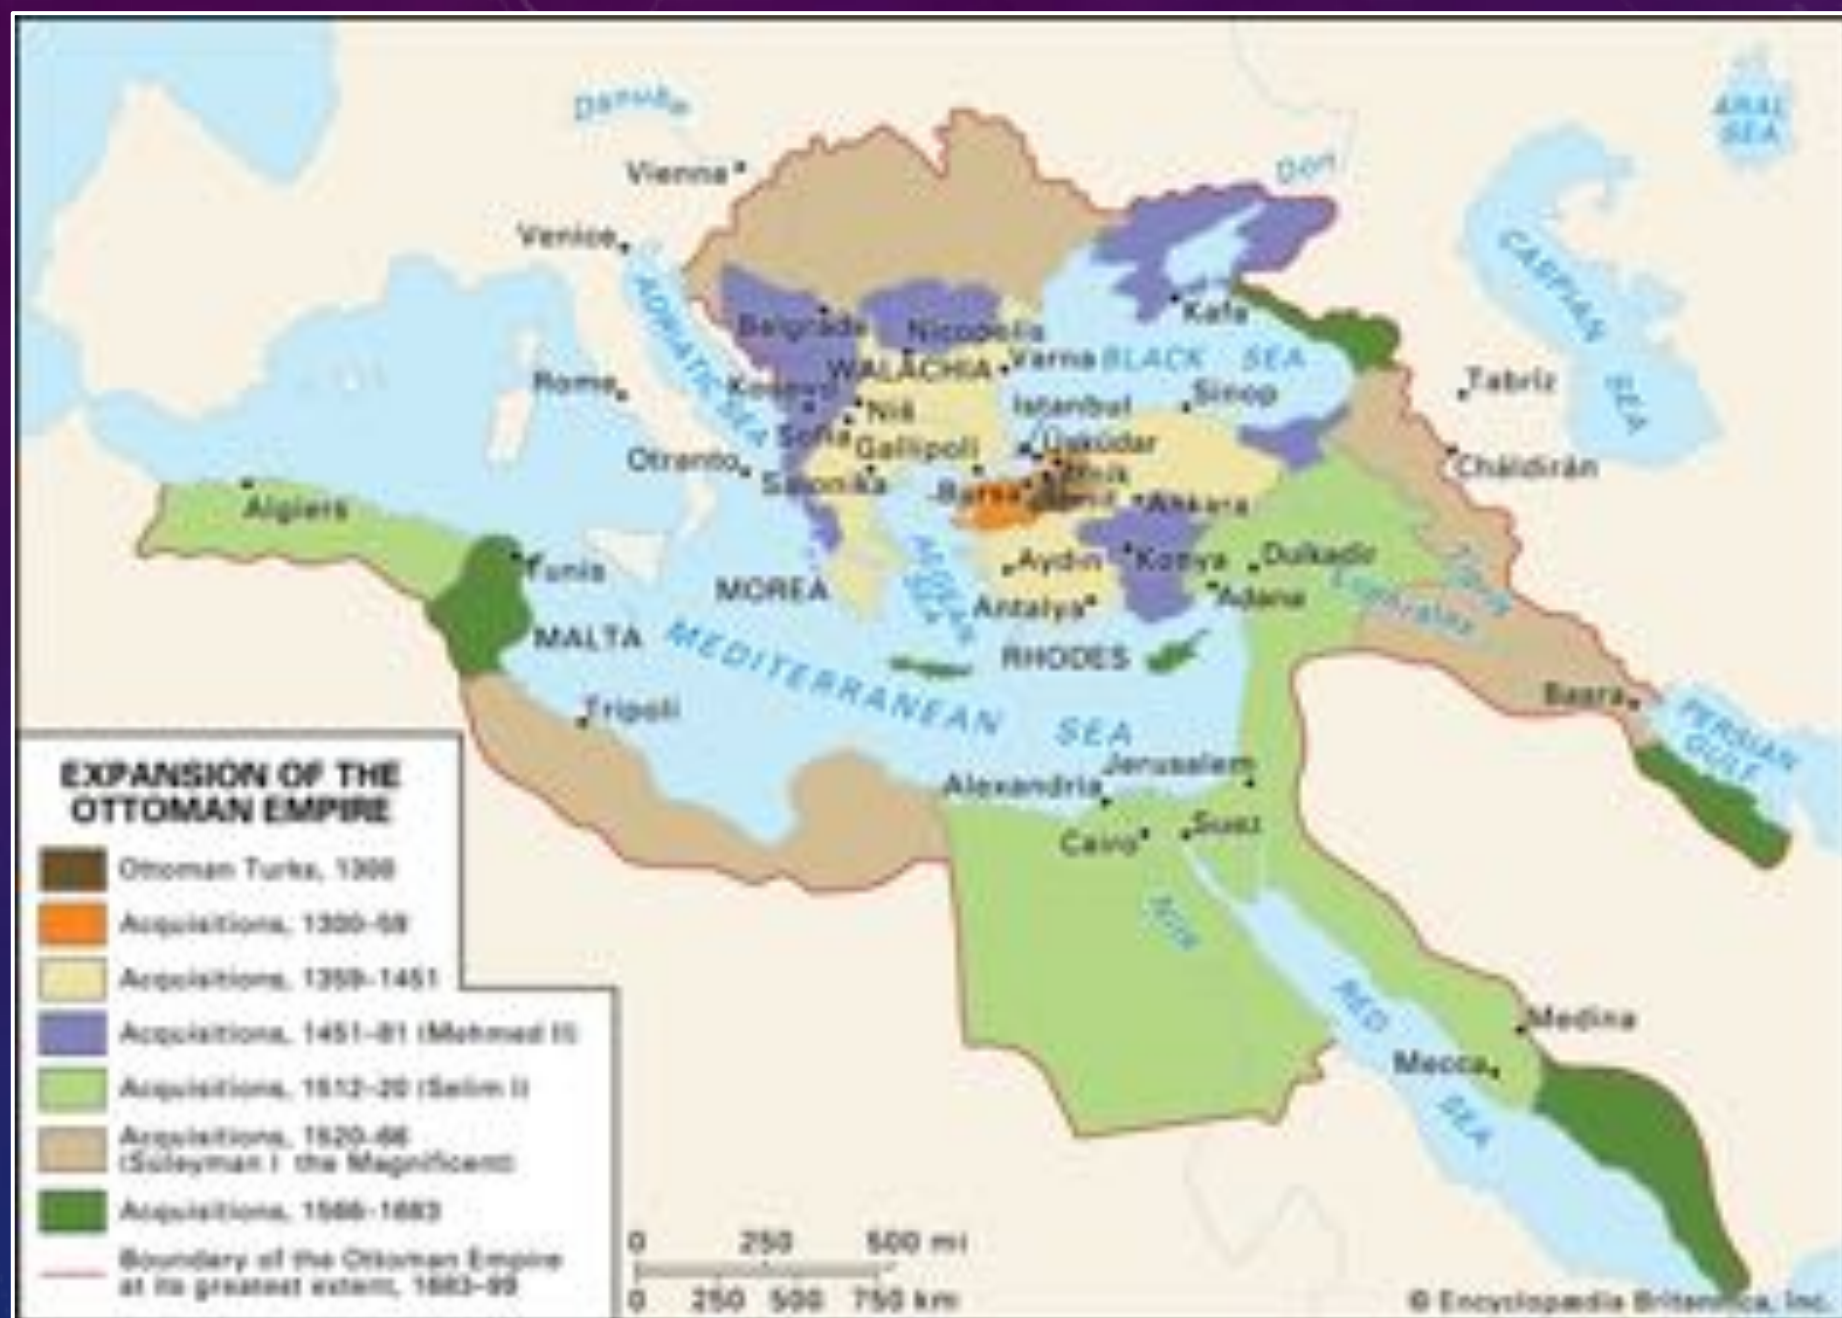 ARAL
SEA
Danube
Vienna
Don
Venice
CASPIAN
SEA
ADRIATIC SEA
Belgrade
Nicopolis
Kafa
WALACHIA
Varna
BLACK SEA
Rome
Kosovo
Istanbul
Sinop
Tabriz
Niš
Sofia
Gallipoli
Üsküdar
Otranto
Salonika
Bursa
İznik
Ankara
Cháldirán
Algiers
AEGEAN
SEA
Tunis
MOREA
Aydın
Konya
Dulkadir
Antalya
Adana
Tigris
Euphrates
MALTA
MEDITERRANEAN SEA
RHODES
Tripoli
Basra
PERSIAN
GULF
Jerusalem
Alexandria
Cairo
Suez
Nile
RED
SEA
Medina
Mecca
EXPANSION OF THE
OTTOMAN EMPIRE
Ottoman Turks, 1300
Acquisitions, 1300–59
Acquisitions, 1359–1451
Acquisitions, 1451–81 (Mehmed II)
Acquisitions, 1512–20 (Selim I)
Acquisitions, 1520–66
(Süleyman I the Magnificent)
Acquisitions, 1566–1683
Boundary of the Ottoman Empire
at its greatest extent, 1683–99
0 250 500 mi
0 250 500 750 km
© Encyclopædia Britannica, Inc.